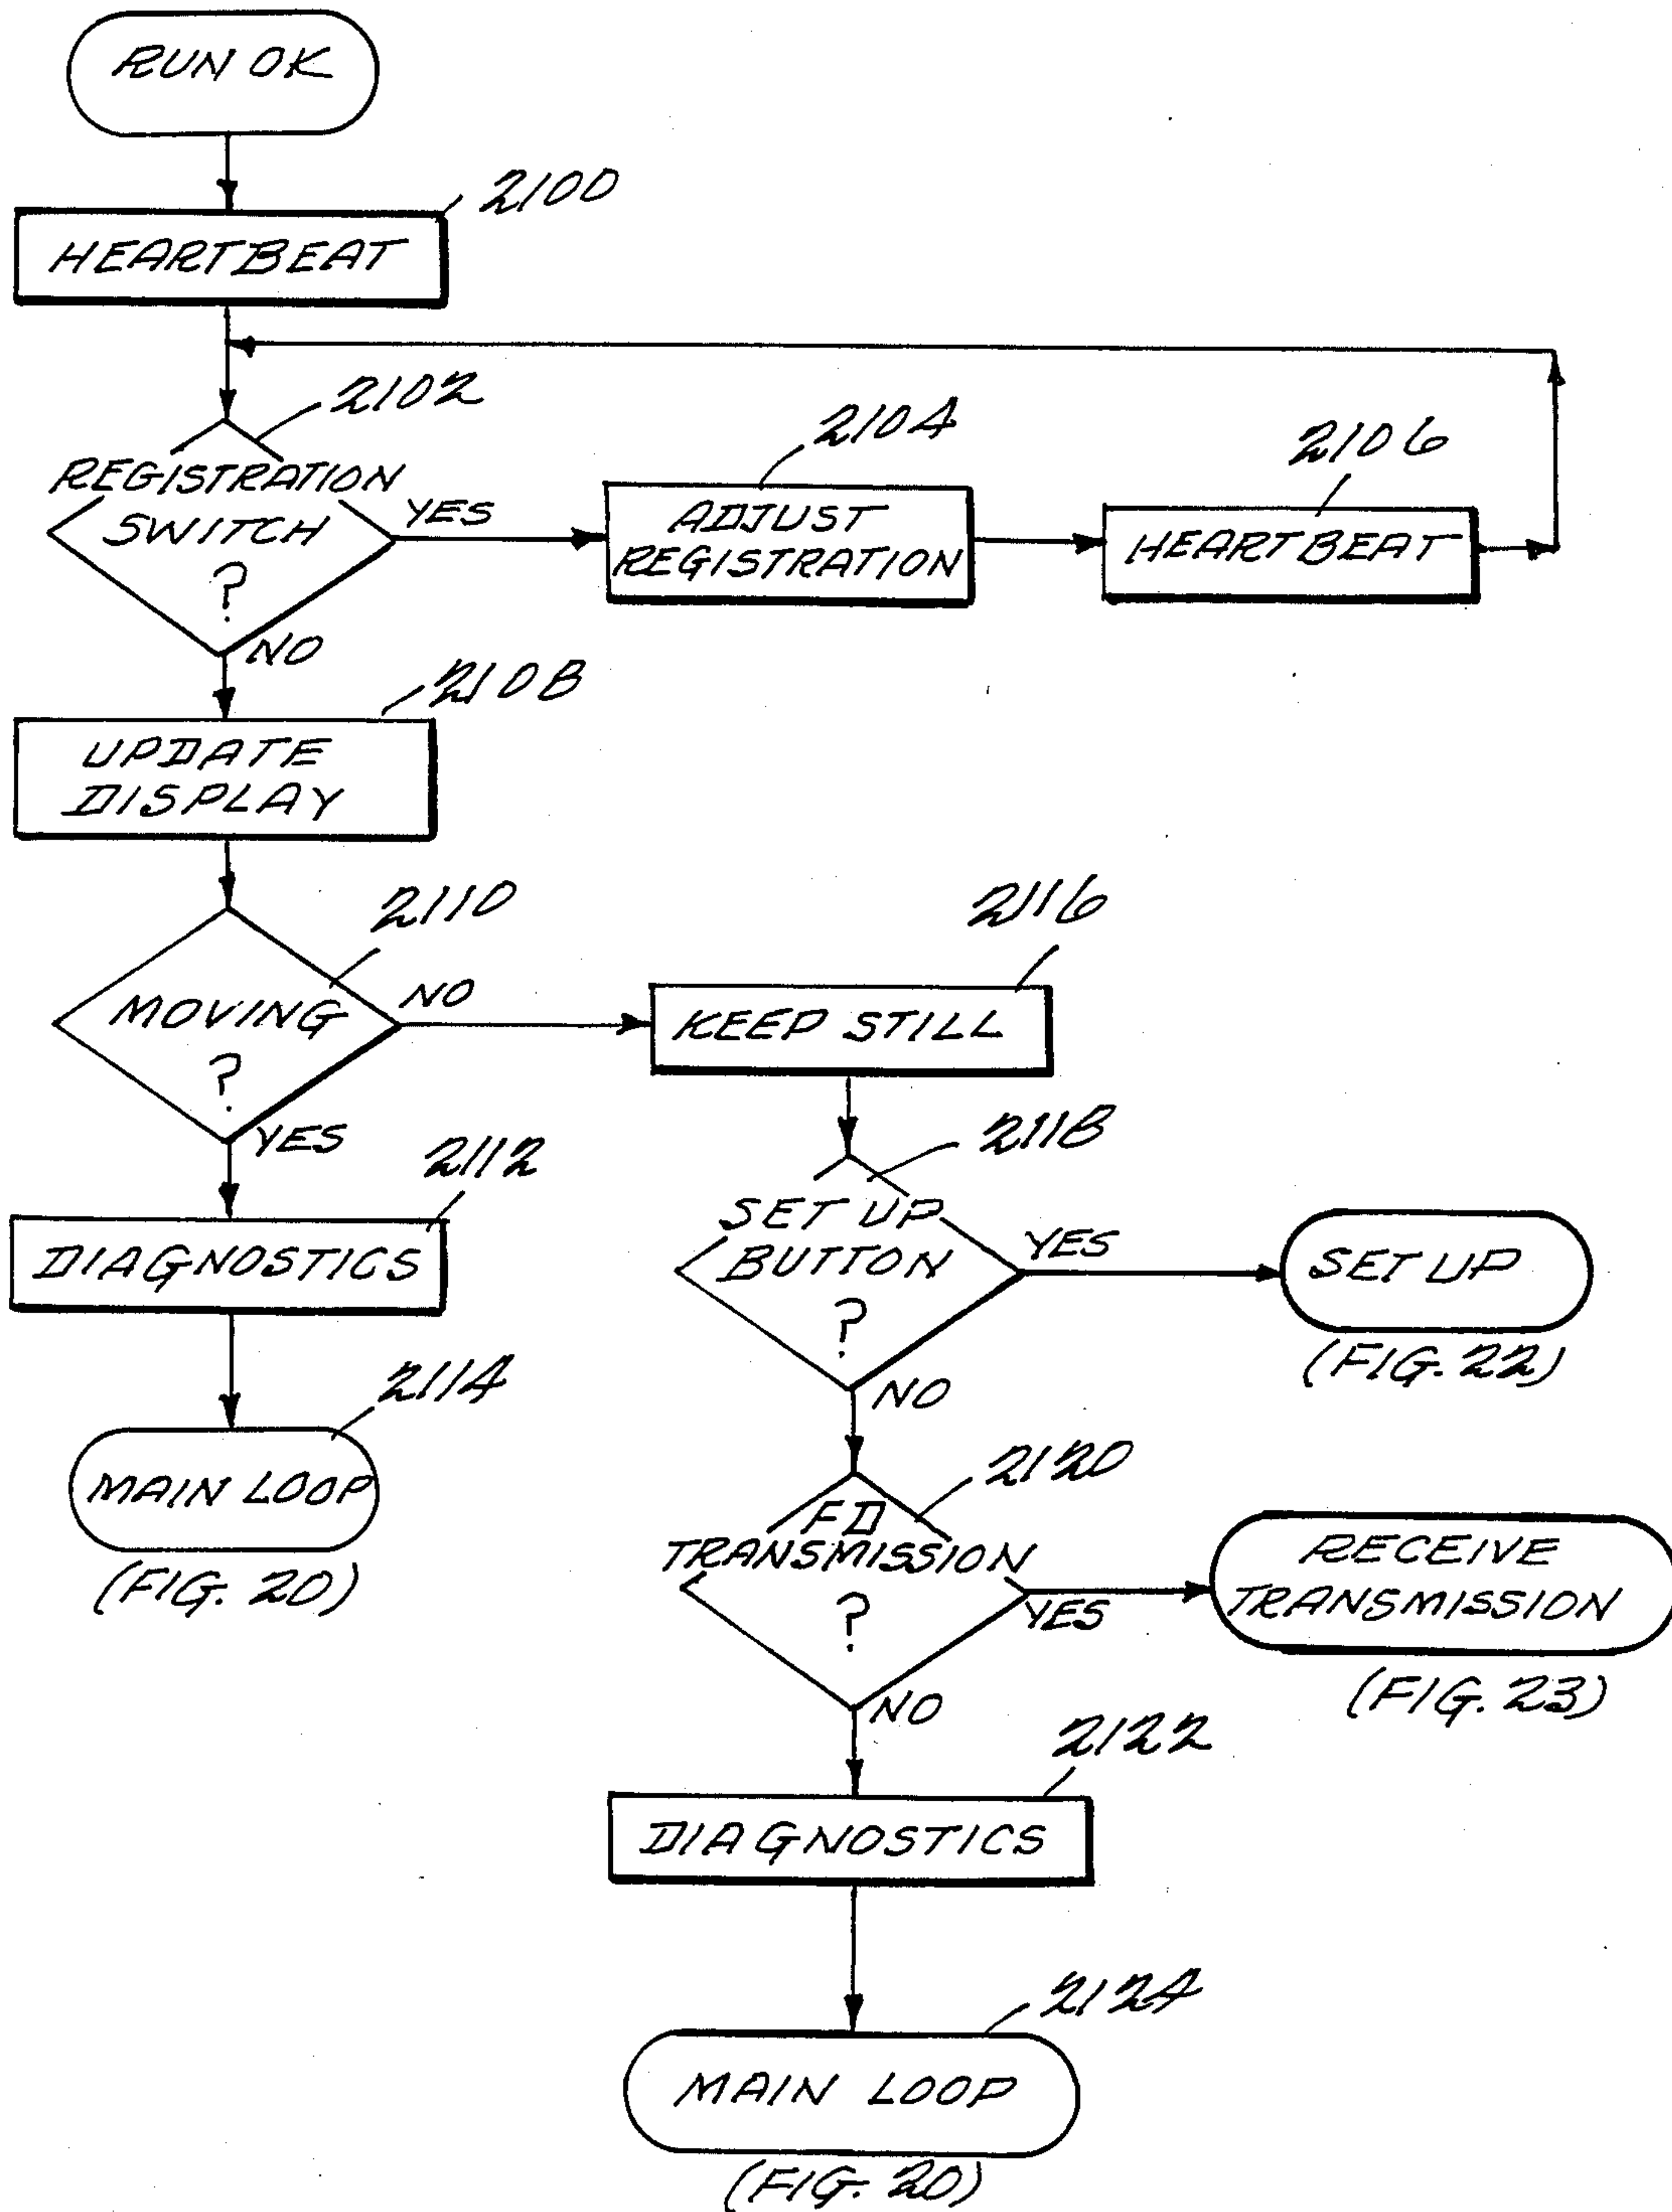 RUN OK
2100
HEARTBEAT
2102
REGISTRATION
SWITCH
?
YES
NO
2104
ADJUST
REGISTRATION
2106
HEARTBEAT
2108
UPDATE
DISPLAY
2110
MOVING
?
NO
YES
2112
DIAGNOSTICS
2114
MAIN LOOP
(FIG. 20)
2116
KEEP STILL
2118
SET UP
BUTTON
?
YES
NO
SET UP
(FIG. 22)
2120
FD
TRANSMISSION
?
YES
NO
RECEIVE
TRANSMISSION
(FIG. 23)
2122
DIAGNOSTICS
2124
MAIN LOOP
(FIG. 20)